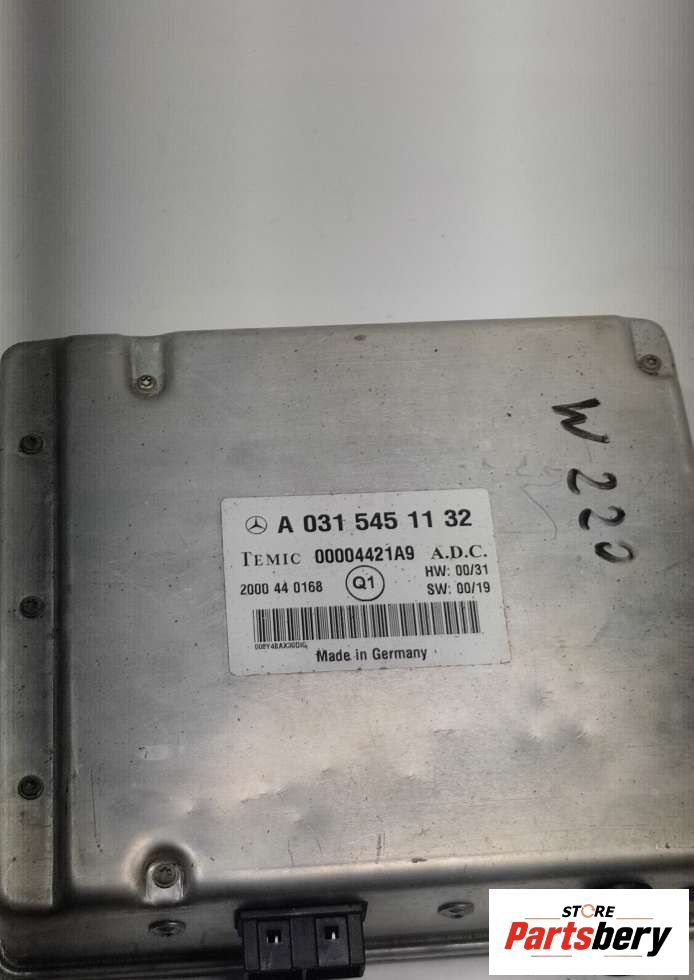 W 220
A 031 545 11 32
TEMIC 00004421A9 A.D.C.
2000 44 0168 Q1 HW: 00/31
SW: 00/19
Made in Germany
STORE
Partsbery